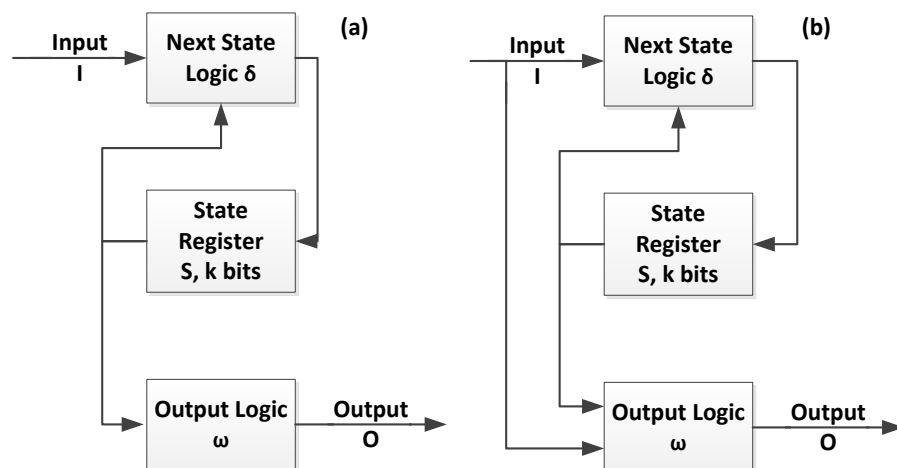 (a)
Input
I
Next State
Logic δ
State
Register
S, k bits
Output Logic
ω
Output
O
(b)
Input
I
Next State
Logic δ
State
Register
S, k bits
Output Logic
ω
Output
O